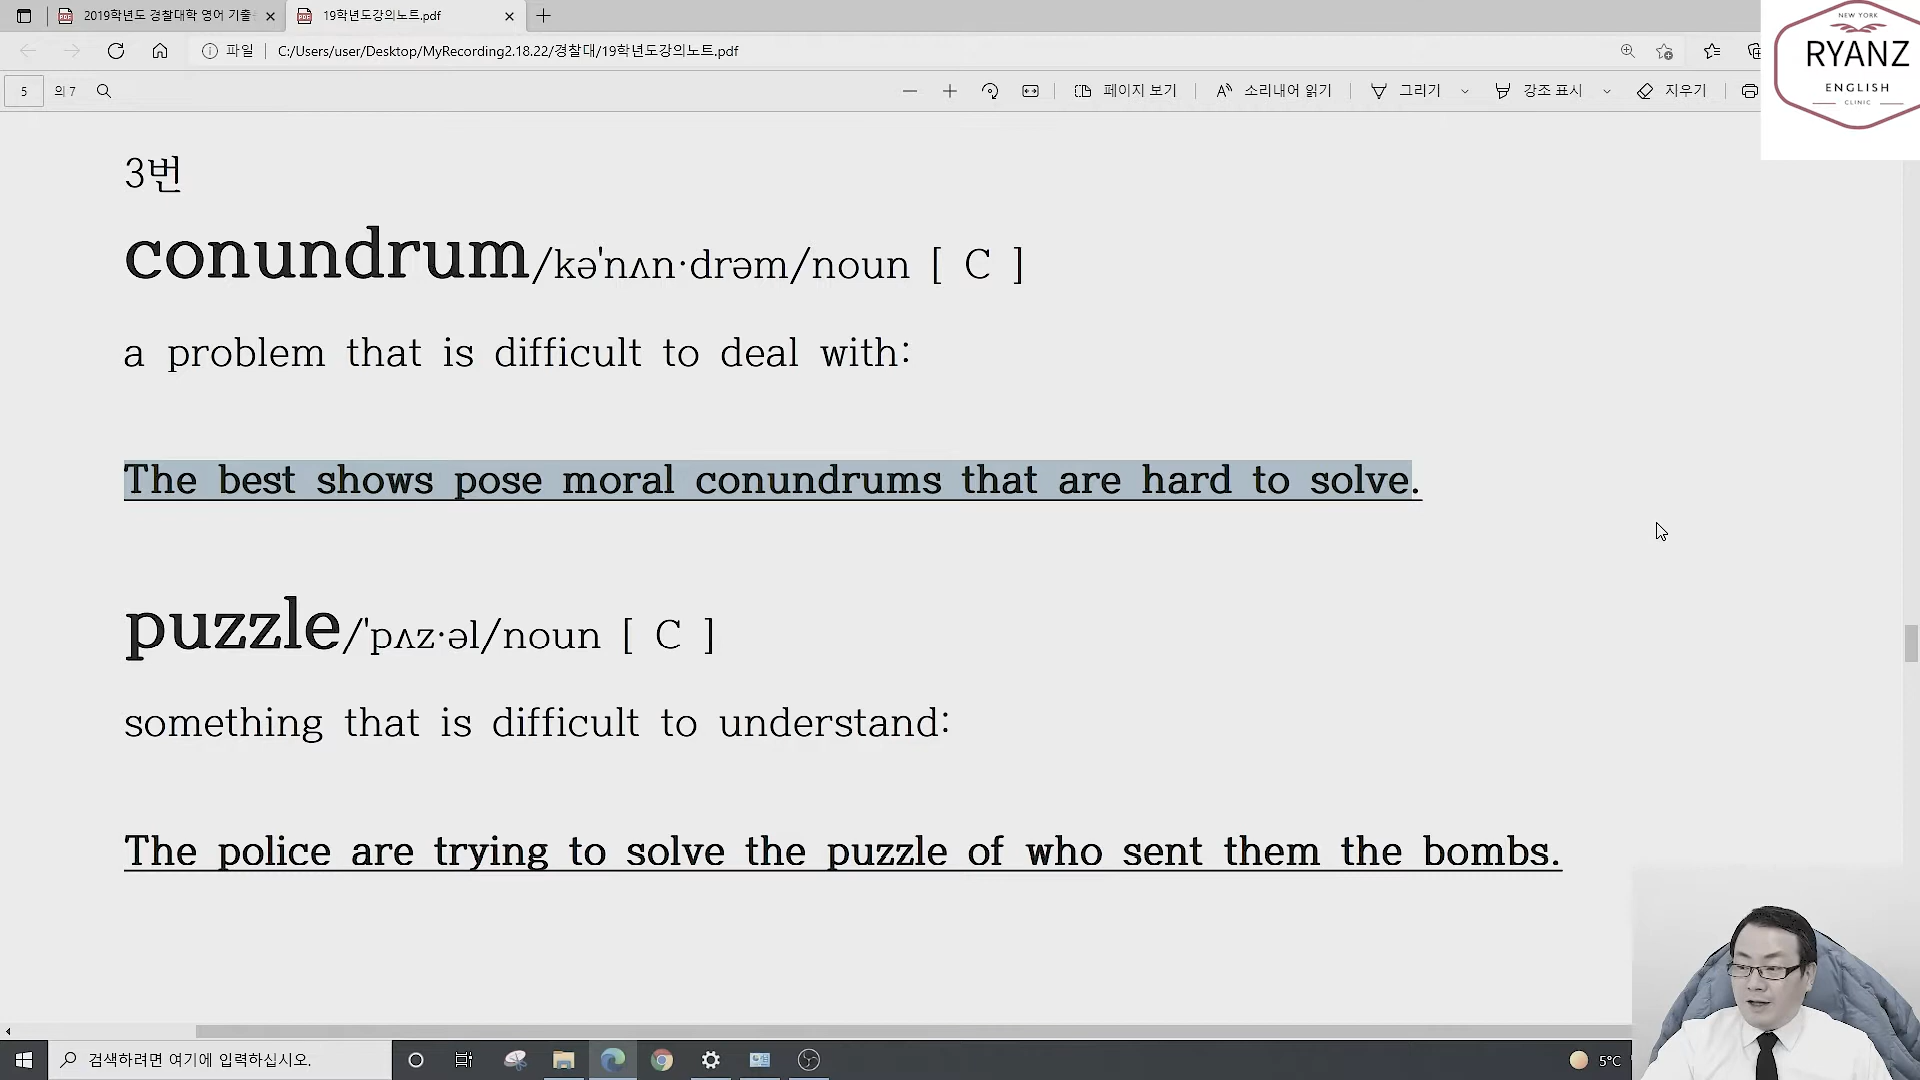 2019학년도 경찰대학 영어 기출
19학년도강의노트.pdf
파일
C:/Users/user/Desktop/MyRecording2.18.22/경찰대/19학년도강의노트.pdf
5
의 7
페이지 보기
소리내어 읽기
그리기
강조 표시
지우기
NEW YORK
RYANZ
ENGLISH
CLINIC
3번
conundrum/kəˈnʌn·drəm/noun [ C ]
a problem that is difficult to deal with:
The best shows pose moral conundrums that are hard to solve.
puzzle/ˈpʌz·əl/noun [ C ]
something that is difficult to understand:
The police are trying to solve the puzzle of who sent them the bombs.
검색하려면 여기에 입력하십시오.
5°C